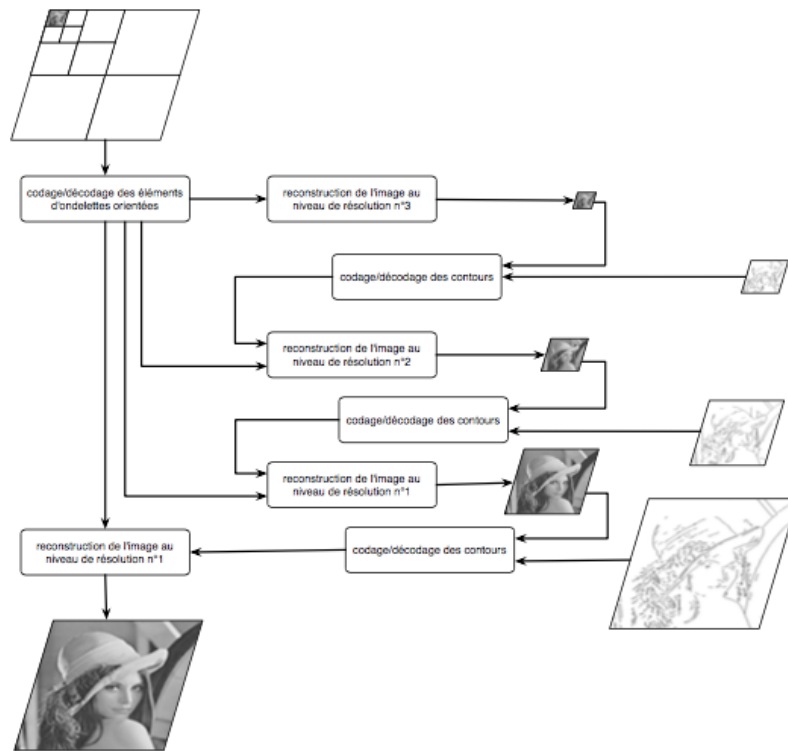 codage/décodage des éléments
d'ondelettes orientées
reconstruction de l'image au
niveau de résolution n°3
codage/décodage des contours
reconstruction de l'image au
niveau de résolution n°2
codage/décodage des contours
reconstruction de l'image au
niveau de résolution n°1
reconstruction de l'image au
niveau de résolution n°1
codage/décodage des contours